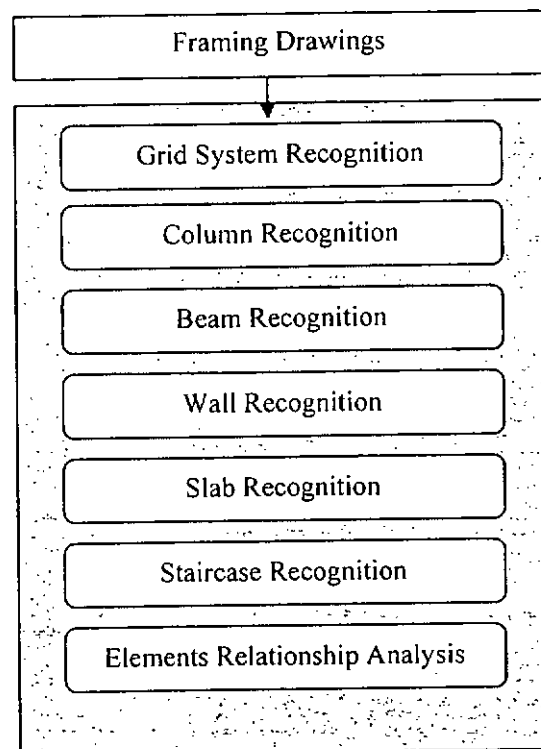 Framing Drawings
Grid System Recognition
Column Recognition
Beam Recognition
Wall Recognition
Slab Recognition
Staircase Recognition
Elements Relationship Analysis